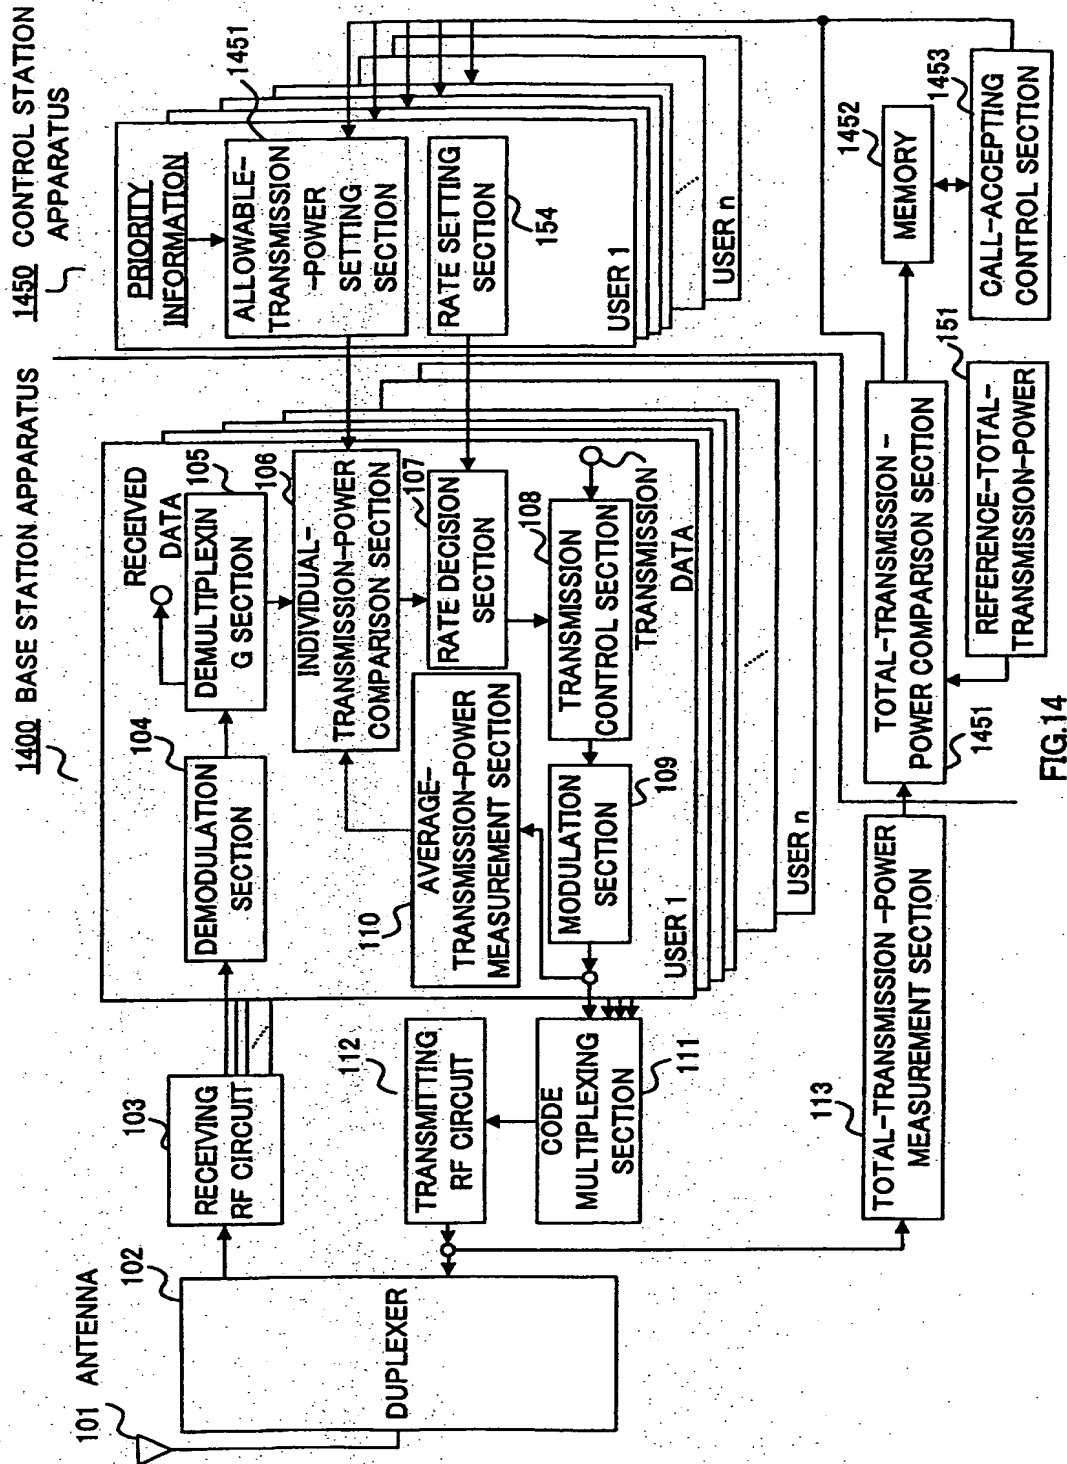 1400 BASE STATION APPARATUS
1450 CONTROL STATION
APPARATUS
101 ANTENNA
102
DUPLEXER
103
RECEIVING
RF CIRCUIT
104
DEMODULATION
SECTION
RECEIVED
DATA
105
DEMULTIPLEXIN
G SECTION
106
INDIVIDUAL-
TRANSMISSION-POWER
COMPARISON SECTION
107
RATE DECISION
SECTION
108
TRANSMISSION
CONTROL SECTION
TRANSMISSION
DATA
109
MODULATION
SECTION
110
AVERAGE-
TRANSMISSION-POWER
MEASUREMENT SECTION
USER 1
USER n
112
TRANSMITTING
RF CIRCUIT
CODE
MULTIPLEXING
SECTION
111
113
TOTAL-TRANSMISSION -POWER
MEASUREMENT SECTION
PRIORITY
INFORMATION
1451
ALLOWABLE-
TRANSMISSION
-POWER
SETTING
SECTION
RATE SETTING
SECTION
154
USER 1
USER n
1452
MEMORY
1453
CALL-ACCEPTING
CONTROL SECTION
TOTAL-TRANSMISSION -
POWER COMPARISON SECTION
1451
151
REFERENCE-TOTAL-
TRANSMISSION-POWER
FIG.14